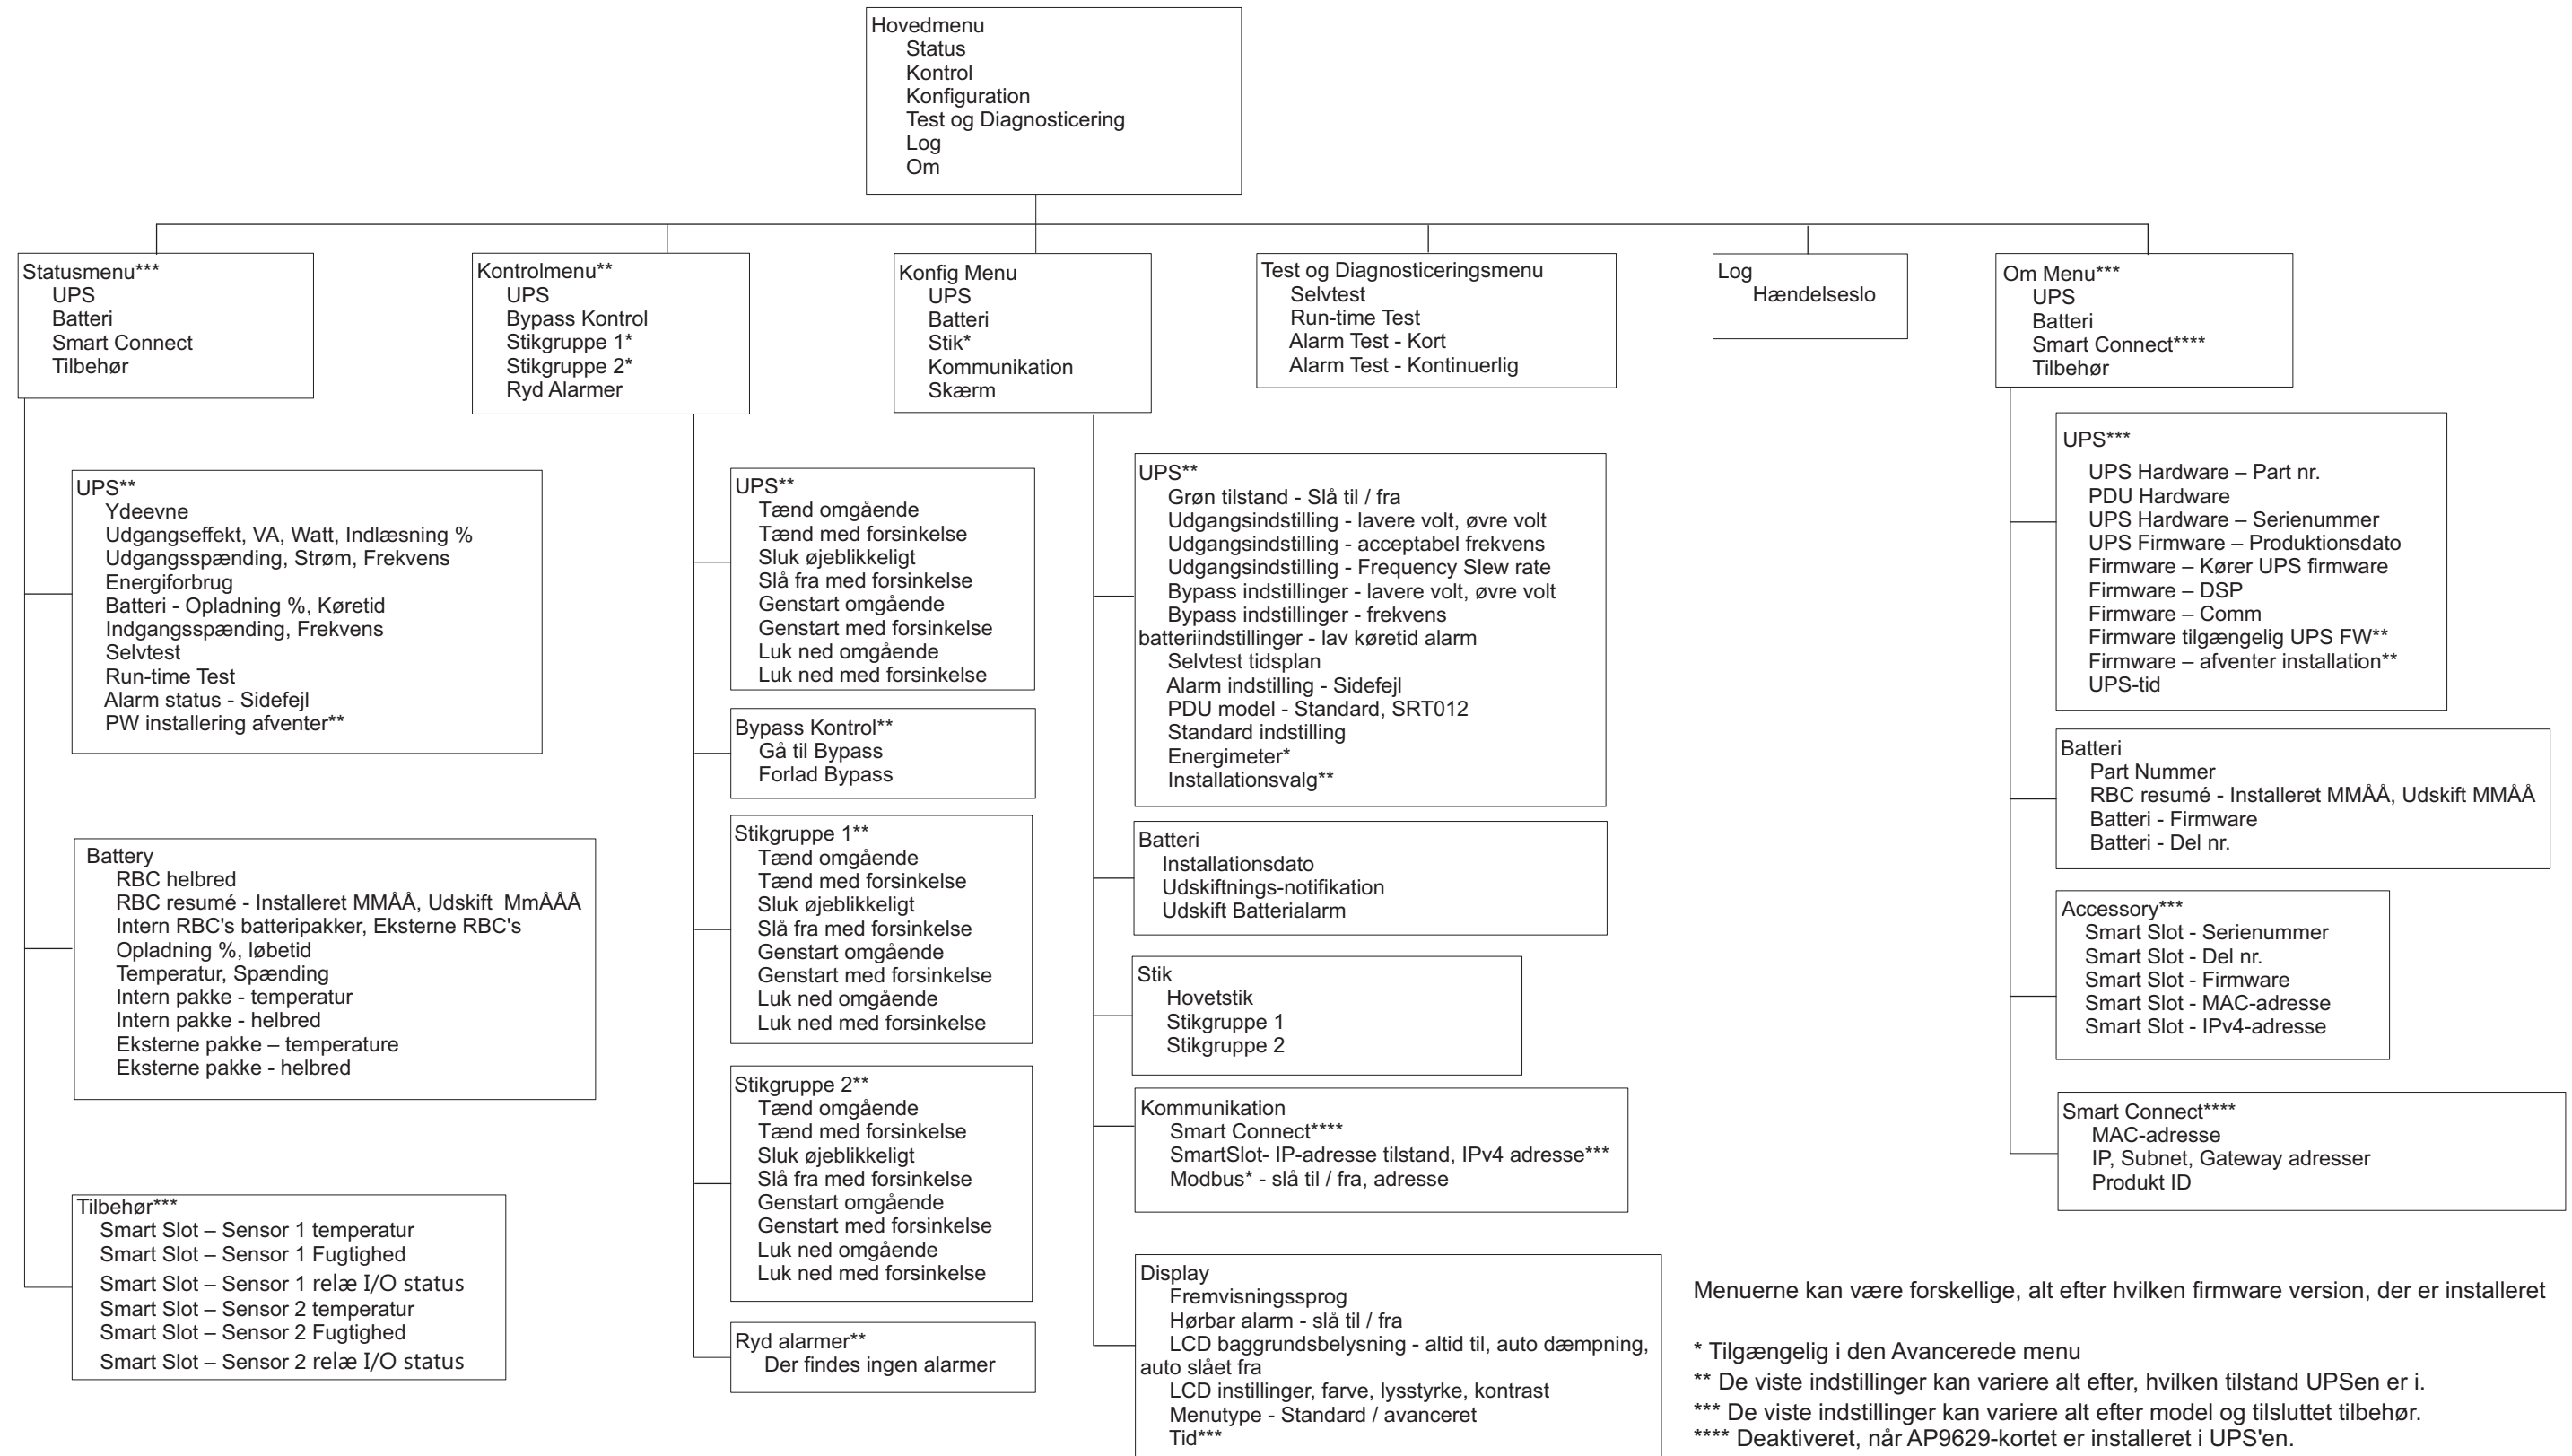 Hovedmenu
Status
Kontrol
Konfiguration
Test og Diagnosticering
Log
Om
Statusmenu***
UPS
Batteri
Smart Connect
Tilbehør
Kontrolmenu**
UPS
Bypass Kontrol
Stikgruppe 1*
Stikgruppe 2*
Ryd Alarmer
Konfig Menu
UPS
Batteri
Stik*
Kommunikation
Skærm
Test og Diagnosticeringsmenu
Selvtest
Run-time Test
Alarm Test - Kort
Alarm Test - Kontinuerlig
Log
Hændelseslo
Om Menu***
UPS
Batteri
Smart Connect****
Tilbehør
UPS**
Ydeevne
Udgangseffekt, VA, Watt, Indlæsning %
Udgangsspænding, Strøm, Frekvens
Energiforbrug
Batteri - Opladning %, Køretid
Indgangsspænding, Frekvens
Selvtest
Run-time Test
Alarm status - Sidefejl
PW installering afventer**
Battery
RBC helbred
RBC resumé - Installeret MMÅÅ, Udskift  MmÅÅÅ
Intern RBC's batteripakker, Eksterne RBC's
Opladning %, løbetid
Temperatur, Spænding
Intern pakke - temperatur
Intern pakke - helbred
Eksterne pakke – temperature
Eksterne pakke - helbred
Tilbehør***
Smart Slot – Sensor 1 temperatur
Smart Slot – Sensor 1 Fugtighed
Smart Slot – Sensor 1 relæ I/O status
Smart Slot – Sensor 2 temperatur
Smart Slot – Sensor 2 Fugtighed
Smart Slot – Sensor 2 relæ I/O status
UPS**
Tænd omgående
Tænd med forsinkelse
Sluk øjeblikkeligt
Slå fra med forsinkelse
Genstart omgående
Genstart med forsinkelse
Luk ned omgående
Luk ned med forsinkelse
Bypass Kontrol**
Gå til Bypass
Forlad Bypass
Stikgruppe 1**
Tænd omgående
Tænd med forsinkelse
Sluk øjeblikkeligt
Slå fra med forsinkelse
Genstart omgående
Genstart med forsinkelse
Luk ned omgående
Luk ned med forsinkelse
Stikgruppe 2**
Tænd omgående
Tænd med forsinkelse
Sluk øjeblikkeligt
Slå fra med forsinkelse
Genstart omgående
Genstart med forsinkelse
Luk ned omgående
Luk ned med forsinkelse
Ryd alarmer**
Der findes ingen alarmer
UPS**
Grøn tilstand - Slå til / fra
Udgangsindstilling - lavere volt, øvre volt
Udgangsindstilling - acceptabel frekvens
Udgangsindstilling - Frequency Slew rate
Bypass indstillinger - lavere volt, øvre volt
Bypass indstillinger - frekvens
batteriindstillinger - lav køretid alarm
Selvtest tidsplan
Alarm indstilling - Sidefejl
PDU model - Standard, SRT012
Standard indstilling
Energimeter*
Installationsvalg**
Batteri
Installationsdato
Udskiftnings-notifikation
Udskift Batterialarm
Stik
Hovetstik
Stikgruppe 1
Stikgruppe 2
Kommunikation
Smart Connect****
SmartSlot- IP-adresse tilstand, IPv4 adresse***
Modbus* - slå til / fra, adresse
Display
Fremvisningssprog
Hørbar alarm - slå til / fra
LCD baggrundsbelysning - altid til, auto dæmpning,
auto slået fra
LCD instillinger, farve, lysstyrke, kontrast
Menutype - Standard / avanceret
Tid***
UPS***
UPS Hardware – Part nr.
PDU Hardware
UPS Hardware – Serienummer
UPS Firmware – Produktionsdato
Firmware – Kører UPS firmware
Firmware – DSP
Firmware – Comm
Firmware tilgængelig UPS FW**
Firmware – afventer installation**
UPS-tid
Batteri
Part Nummer
RBC resumé - Installeret MMÅÅ, Udskift MMÅÅ
Batteri - Firmware
Batteri - Del nr.
Accessory***
Smart Slot - Serienummer
Smart Slot - Del nr.
Smart Slot - Firmware
Smart Slot - MAC-adresse
Smart Slot - IPv4-adresse
Smart Connect****
MAC-adresse
IP, Subnet, Gateway adresser
Produkt ID
Menuerne kan være forskellige, alt efter hvilken firmware version, der er installeret
* Tilgængelig i den Avancerede menu
** De viste indstillinger kan variere alt efter, hvilken tilstand UPSen er i.
*** De viste indstillinger kan variere alt efter model og tilsluttet tilbehør.
**** Deaktiveret, når AP9629-kortet er installeret i UPS'en.